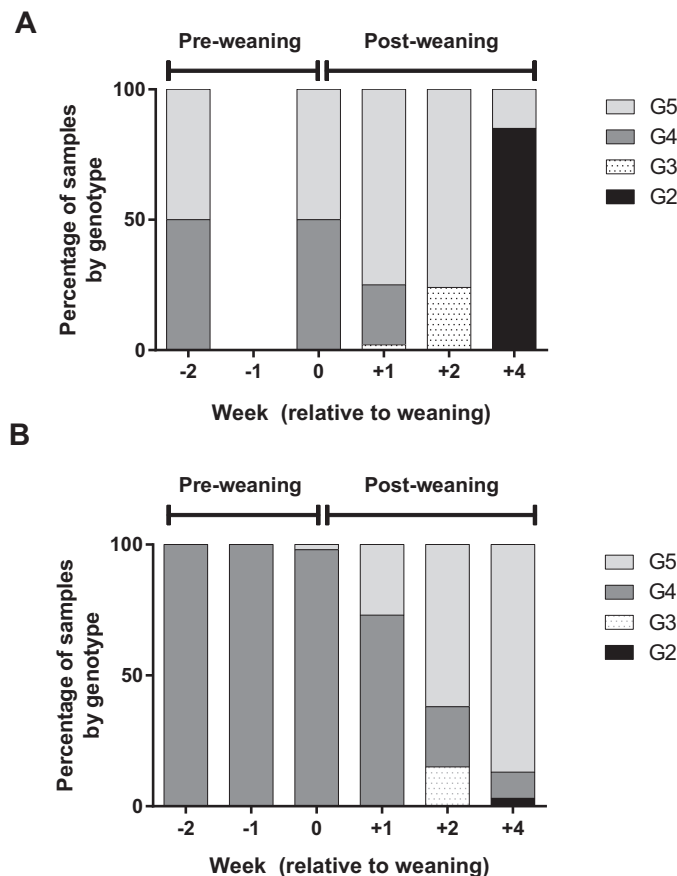 A
Pre-weaning Post-weaning
100
50
0
Percentage of samples
by genotype
-2 -1 0 +1 +2 +4
Week (relative to weaning)
G5
G4
G3
G2
B
Pre-weaning Post-weaning
100
50
0
Percentage of samples
by genotype
-2 -1 0 +1 +2 +4
Week (relative to weaning)
G5
G4
G3
G2